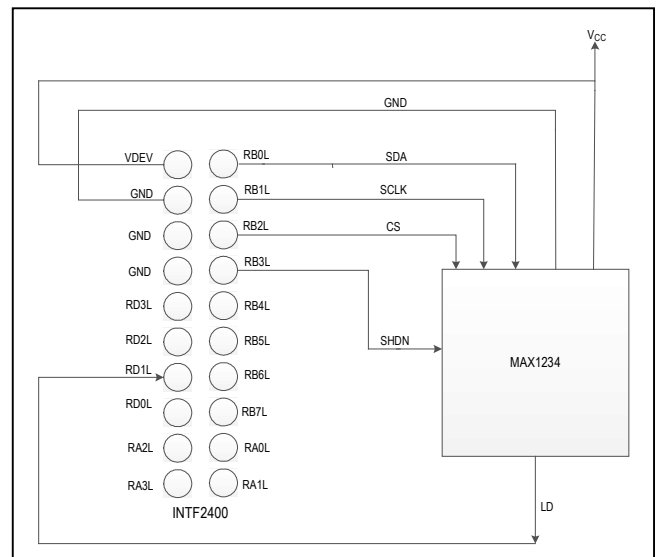 VCC
GND
VDEV
RB0L
SDA
GND
RB1L
SCLK
GND
RB2L
CS
GND
RB3L
RD3L
RB4L
RD2L
RB5L
SHDN
RD1L
RB6L
MAX1234
RD0L
RB7L
RA2L
RA0L
RA3L
RA1L
LD
INTF2400